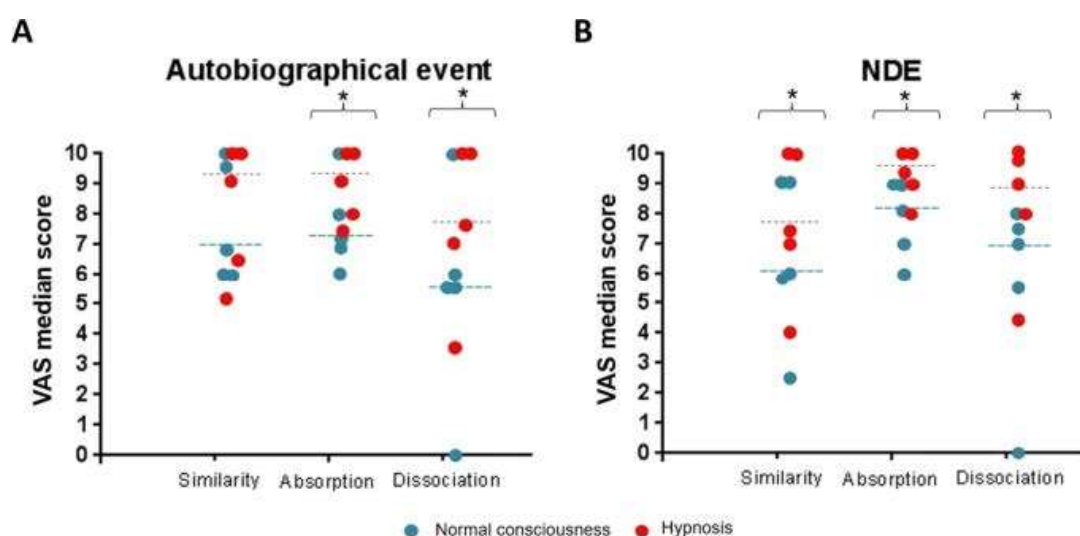 A
Autobiographical event
* *
VAS median score
10
9
8
7
6
5
4
3
2
1
0
Similarity Absorption Dissociation
B
NDE
* * *
VAS median score
10
9
8
7
6
5
4
3
2
1
0
Similarity Absorption Dissociation
Normal consciousness Hypnosis